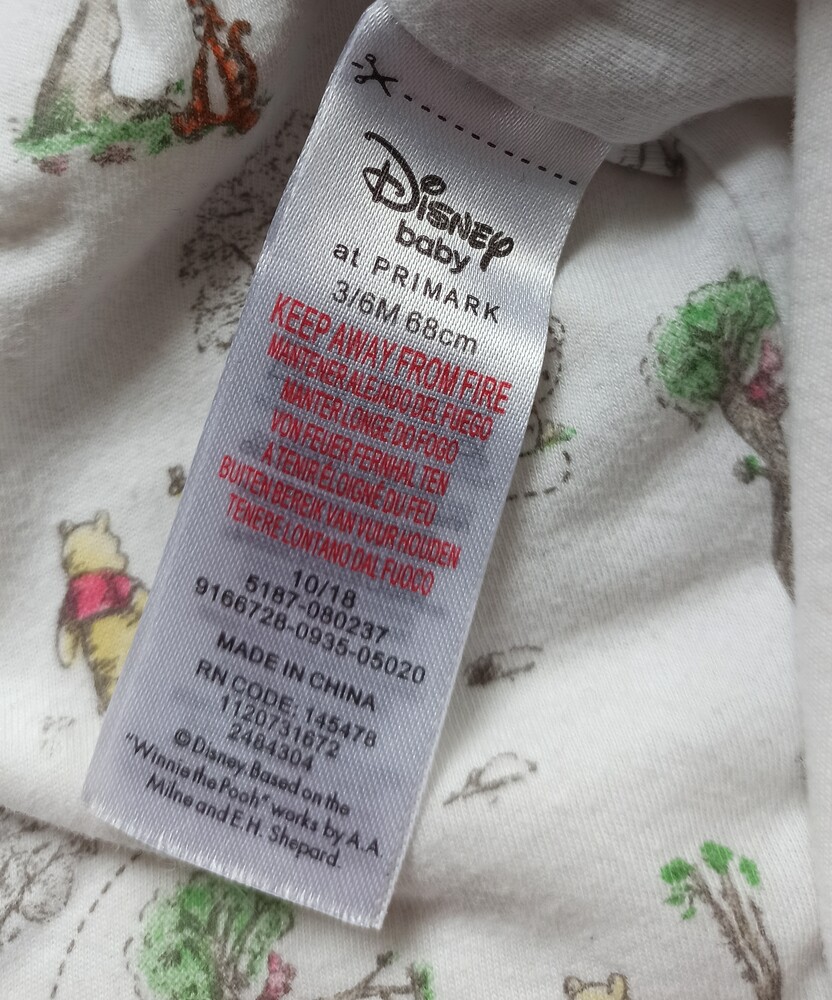 Disney
baby
at PRIMARK
3/6M 68cm
KEEP AWAY FROM FIRE
MANTENER ALEJADO DEL FUEGO
MANTER LONGE DO FOGO
VON FEUER FERNHALTEN
A TENIR ÉLOIGNÉ DU FEU
BUITEN BEREIK VAN VUUR HOUDEN
TENERE LONTANO DAL FUOCO
10/18
5187-080237
9166728-0935-05020
MADE IN CHINA
RN CODE: 145478
1120731672
2484304
©Disney. Based on the
"Winnie the Pooh" works by A.A.
Milne and E.H. Shepard.